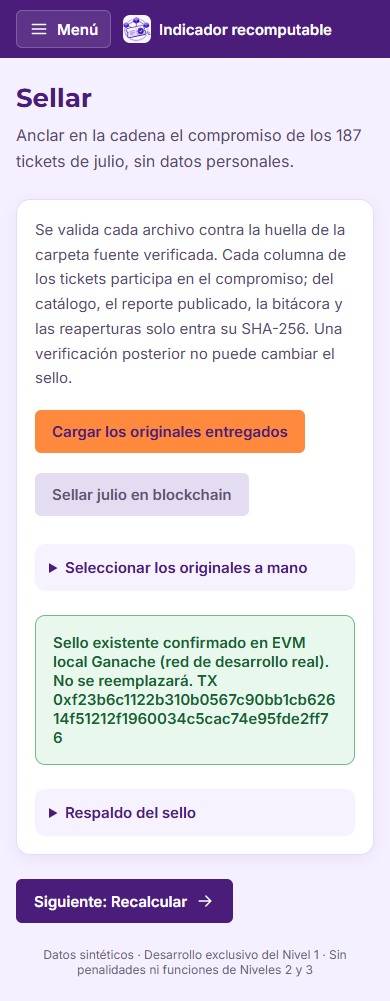 Menú
Indicador recomputable
Sellar
Anclar en la cadena el compromiso de los 187
tickets de julio, sin datos personales.
Se valida cada archivo contra la huella de la
carpeta fuente verificada. Cada columna de
los tickets participa en el compromiso; del
catálogo, el reporte publicado, la bitácora y
las reaperturas solo entra su SHA-256. Una
verificación posterior no puede cambiar el
sello.
Cargar los originales entregados
Sellar julio en blockchain
Seleccionar los originales a mano
Sello existente confirmado en EVM
local Ganache (red de desarrollo real).
No se reemplazará. TX
0xf23b6c1122b310b0567c90bb1cb626
14f51212f1960034c5cac74e95fde2ff7
6
Respaldo del sello
Siguiente: Recalcular
Datos sintéticos · Desarrollo exclusivo del Nivel 1 · Sin
penalidades ni funciones de Niveles 2 y 3